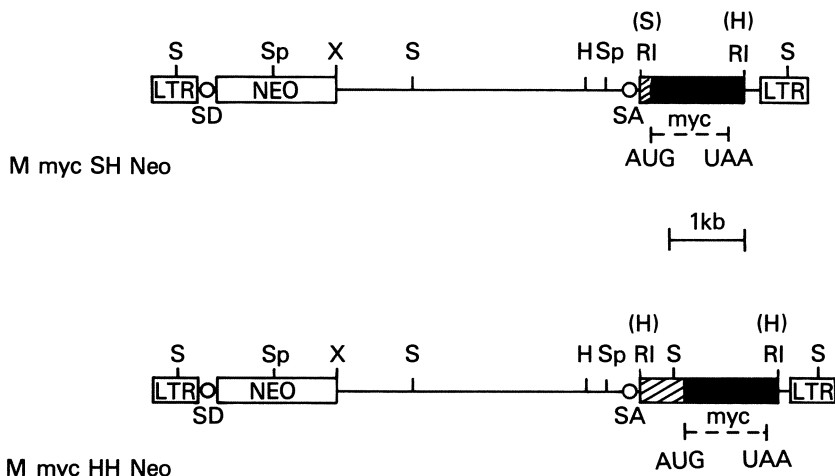 (S) (H)
S Sp X S H Sp RI RI S
LTR NEO LTR
SD SA myc
AUG UAA
M myc SH Neo
1kb
(H) (H)
S Sp X S H Sp RI S RI S
LTR NEO LTR
SD SA myc
AUG UAA
M myc HH Neo